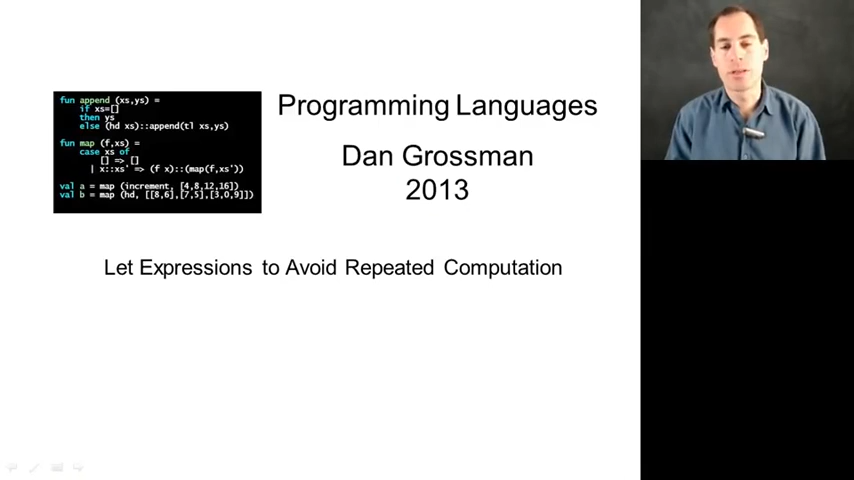 fun append (xs,ys) =
if xs=[]
then ys
else (hd xs)::append(tl xs,ys)
fun map (f,xs) =
case xs of
[] => []
| x::xs' => (f x)::(map(f,xs'))
val a = map (increment, [4,8,12,16])
val b = map (hd, [[8,6],[7,5],[3,0,9]])
Programming Languages
Dan Grossman
2013
Let Expressions to Avoid Repeated Computation